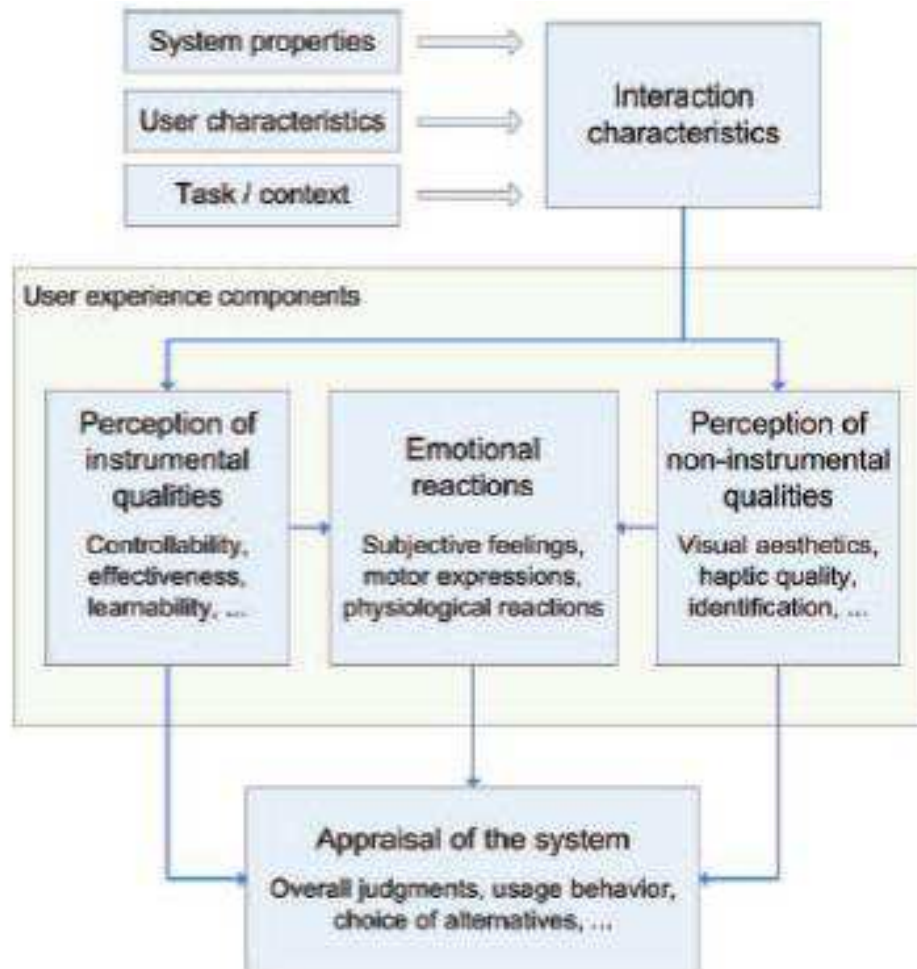 System properties
User characteristics
Task / context
Interaction
characteristics
User experience components
Perception of
instrumental
qualities
Controllability,
effectiveness,
learnability, ...
Emotional
reactions
Subjective feelings,
motor expressions,
physiological reactions
Perception of
non-instrumental
qualities
Visual aesthetics,
haptic quality,
identification, ...
Appraisal of the system
Overall judgments, usage behavior,
choice of alternatives, ...